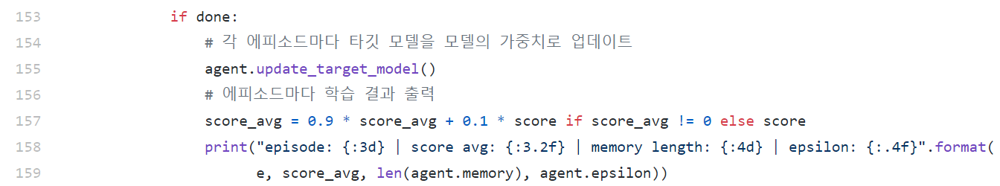 153 if done:
154 # 각 에피소드마다 타깃 모델을 모델의 가중치로 업데이트
155 agent.update_target_model()
156 # 에피소드마다 학습 결과 출력
157 score_avg = 0.9 * score_avg + 0.1 * score if score_avg != 0 else score
158 print("episode: {:3d} | score avg: {:3.2f} | memory length: {:4d} | epsilon: {:.4f}".format(
159 e, score_avg, len(agent.memory), agent.epsilon))